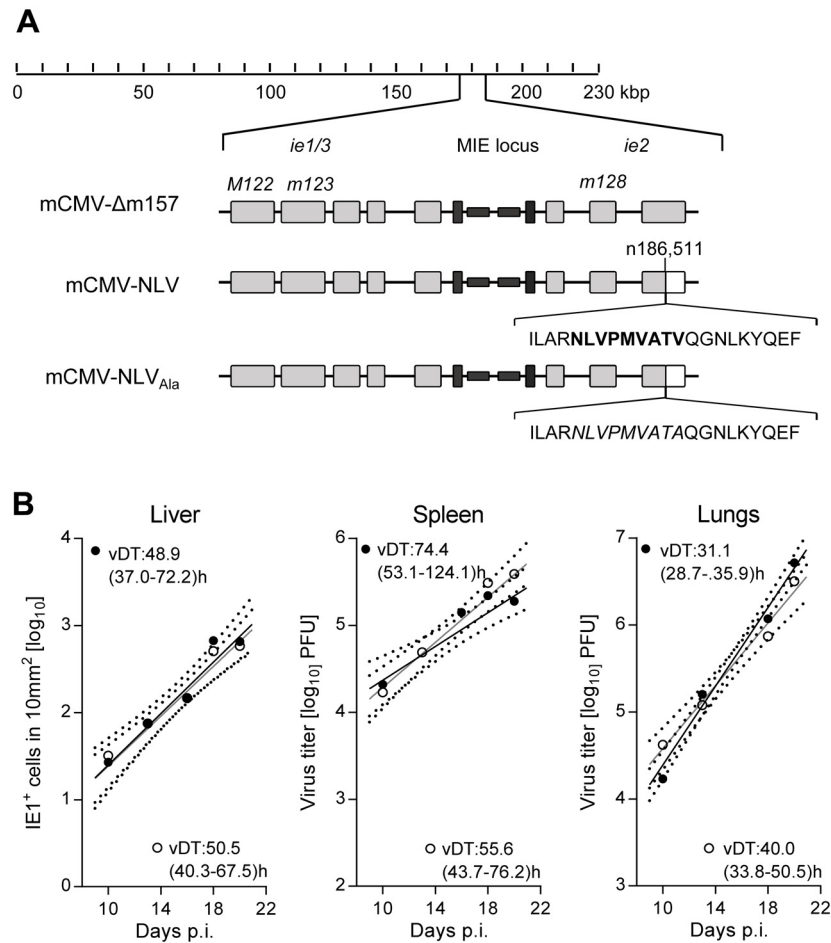 A
0 50 100 150 200 230 kbp
ie1/3 MIE locus ie2
M122 m123 m128
mCMV-Δm157
n186,511
mCMV-NLV
ILARNLVPMVATVQGNLKYQEF
mCMV-NLVAla
ILARNLVPMVATAQGNLKYQEF
B
Liver
IE1+ cells in 10mm2 [log10]
4
3
2
1
0
vDT:48.9
(37.0-72.2)h
vDT:50.5
(40.3-67.5)h
10 14 18 22
Days p.i.
Spleen
Virus titer [log10] PFU]
6
5
4
3
2
vDT:74.4
(53.1-124.1)h
vDT:55.6
(43.7-76.2)h
10 14 18 22
Days p.i.
Lungs
Virus titer [log10] PFU]
7
6
5
4
3
vDT:31.1
(28.7-.35.9)h
vDT:40.0
(33.8-50.5)h
10 14 18 22
Days p.i.